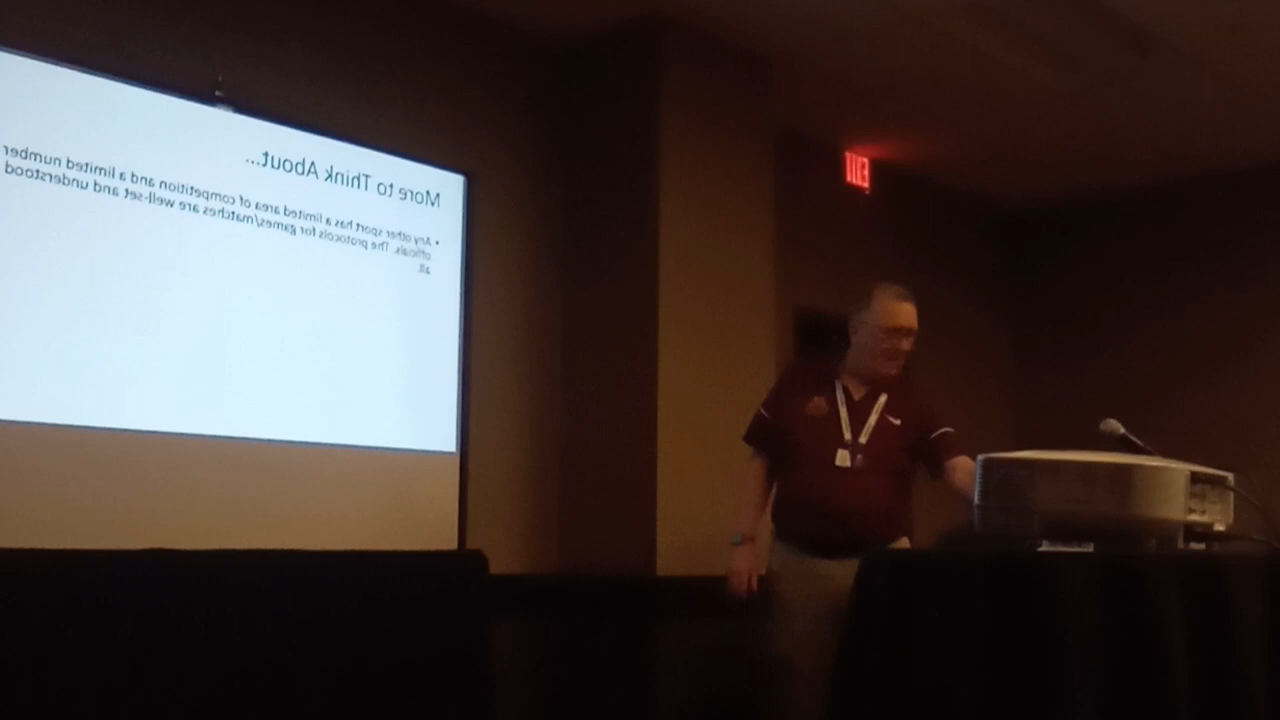 More to Think About...
• Any other sport has a limited area of competition and a limited number
officials. The protocols for games/matches are well-set and understood
all.
EXIT